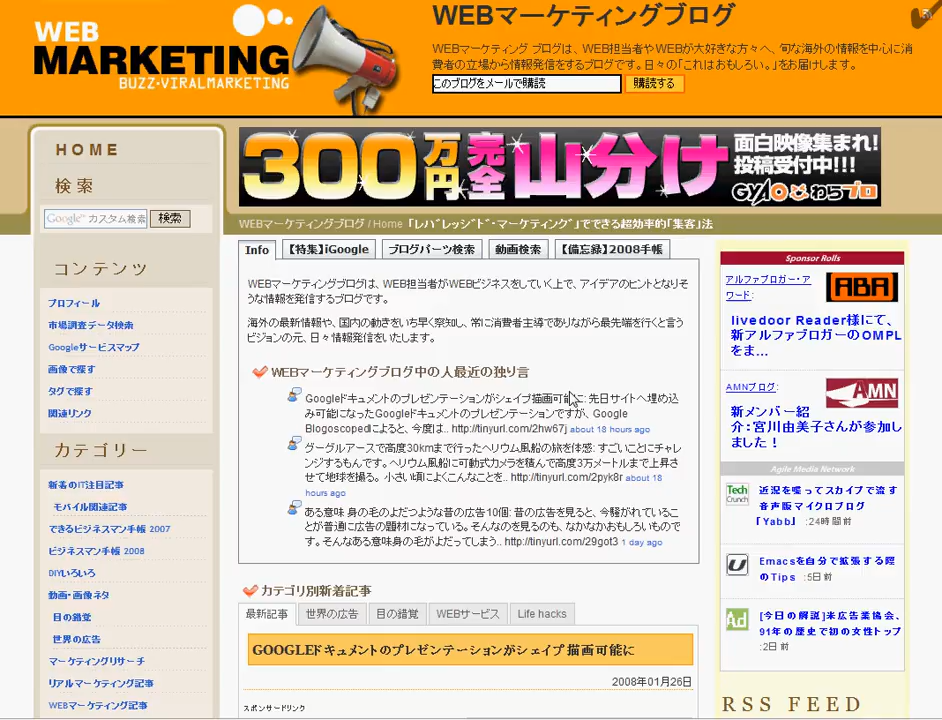 WEB
MARKETING
BUZZ・VIRALMARKETING
WEBマーケティングブログ
WEBマーケティング ブログは、WEB担当者やWEBが大好きな方々へ、旬な海外の情報を中心に消
費者の立場から情報発信をするブログです。日々の「これはおもしろい。」をお届けします。
このブログをメールで購読
購読する
HOME
検索
Google カスタム検索
検索
300万円完全山分け
面白映像集まれ!
投稿受付中!!!
GYAO わらプロ
WEBマーケティングブログ / Home 「レバレッジド・マーケティング」でできる超効率的「集客」法
コンテンツ
プロフィール
市場調査データ検索
Googleサービスマップ
画像で探す
タグで探す
関連リンク
カテゴリー
新着のIT注目記事
モバイル関連記事
できるビジネスマン手帳 2007
ビジネスマン手帳 2008
DIYいろいろ
動画・画像ネタ
目の錯覚
世界の広告
マーケティングリサーチ
リアルマーケティング記事
WEBマーケティング記事
Info
【特集】iGoogle
ブログパーツ検索
動画検索
【備忘録】2008手帳
WEBマーケティングブログは、WEB担当者がWEBビジネスをしていく上で、アイデアのヒントとなりそ
うな情報を発信するブログです。
海外の最新情報や、国内の動きをいち早く察知し、常に消費者主導でありながら最先端を行くと言う
ビジョンの元、日々情報発信をいたします。
WEBマーケティングブログ中の人最近の独り言
Googleドキュメントのプレゼンテーションがシェイプ描画可能に: 先日サイトへ埋め込
み可能になったGoogleドキュメントのプレゼンテーションですが、Google
Blogoscopedによると、今度は.. http://tinyurl.com/2hw67j about 18 hours ago
グーグルアースで高度30kmまで行ったヘリウム風船の旅を体感: すごいことにチャレ
ンジするもんです。ヘリウム風船に可動式カメラを積んで高度3万メートルまで上昇さ
せて地球を撮る。小さい頃によくこんなことを.. http://tinyurl.com/2pyk8r about 18
hours ago
ある意味 身の毛のよだつような昔の広告10個: 昔の広告を見ると、今騒がれているこ
とが普通に広告の題材になっている。そんなのを見るのも、なかなかおもしろいもので
す。そんなある意味身の毛がよだってしまう.. http://tinyurl.com/29got3 1 day ago
カテゴリ別新着記事
最新記事
世界の広告
目の錯覚
WEBサービス
Life hacks
GOOGLEドキュメントのプレゼンテーションがシェイプ描画可能に
2008年01月26日
スポンサードリンク
Sponsor Rolls
アルファブロガー・ア
ワード:
ABA
livedoor Reader様にて、
新アルファブロガーのOMPL
をま...
AMNブログ:
AMN
新メンバー紹
介:宮川由美子さんが参加し
ました!
Agile Media Network
Tech
Crunch
近況を喋ってスカイプで流す
音声版マイクロブログ
「Yabb」 :24時間前
Emacsを自分で拡張する際
のTips :5日前
Ad
[今日の解説]米広告業協会、
91年の歴史で初の女性トップ
:2日前
RSS FEED